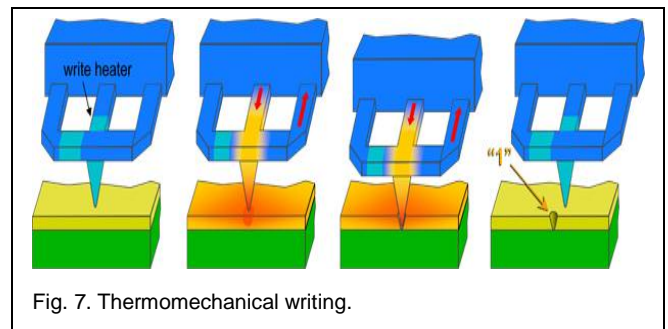 write heater
“1”
Fig. 7. Thermomechanical writing.